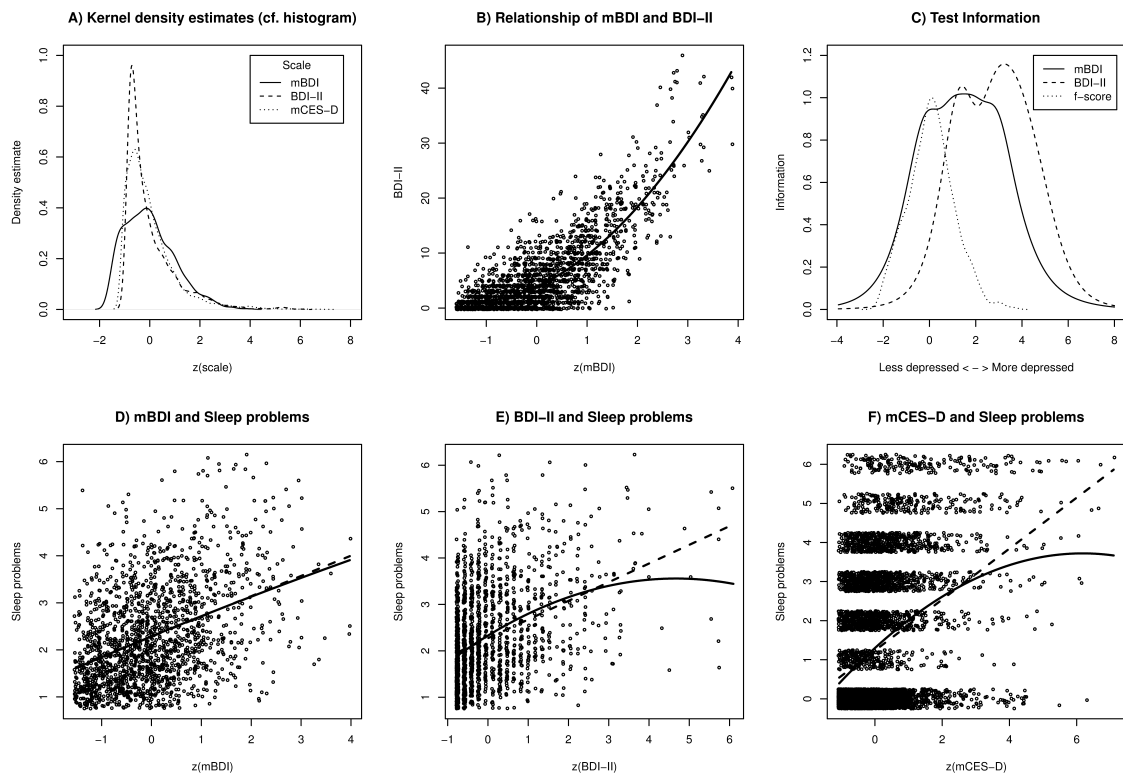 A) Kernel density estimates (cf. histogram)
Density estimate
1.0
0.8
0.6
0.4
0.2
0.0
Scale
mBDI
BDI−II
mCES−D
−2 0 2 4 6 8
z(scale)
B) Relationship of mBDI and BDI−II
BDI−II
40
30
20
10
0
−1 0 1 2 3 4
z(mBDI)
C) Test Information
Information
1.2
1.0
0.8
0.6
0.4
0.2
0.0
mBDI
BDI−II
f−score
−4 −2 0 2 4 6 8
Less depressed < − > More depressed
D) mBDI and Sleep problems
Sleep problems
6
5
4
3
2
1
−1 0 1 2 3 4
z(mBDI)
E) BDI−II and Sleep problems
Sleep problems
6
5
4
3
2
1
0 1 2 3 4 5 6
z(BDI−II)
F) mCES−D and Sleep problems
Sleep problems
6
5
4
3
2
1
0
0 2 4 6
z(mCES−D)